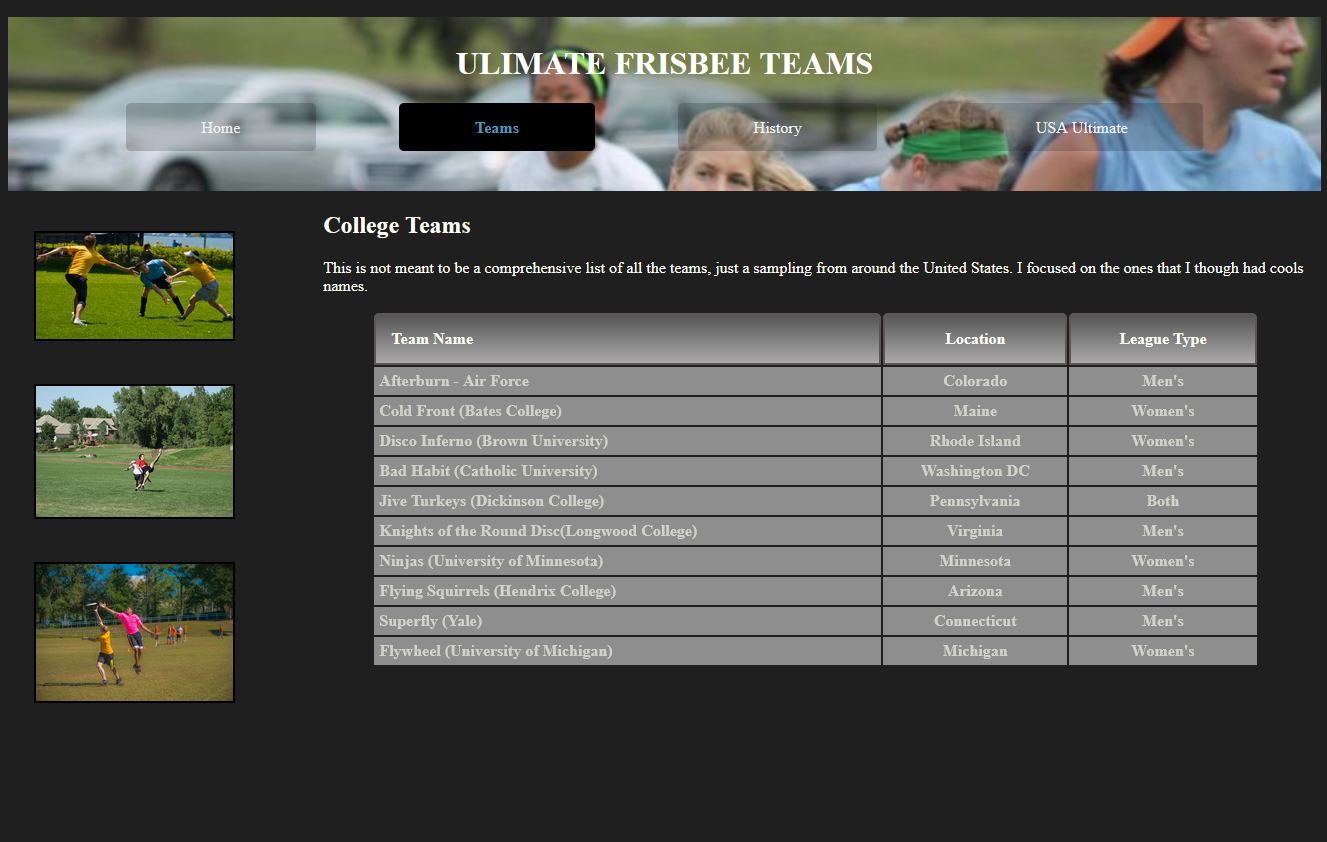 ULIMATE FRISBEE TEAMS
Home Teams History USA Ultimate
College Teams
This is not meant to be a comprehensive list of all the teams, just a sampling from around the United States. I focused on the ones that I though had cools
names.
Team Name Location League Type
Afterburn - Air Force Colorado Men's
Cold Front (Bates College) Maine Women's
Disco Inferno (Brown University) Rhode Island Women's
Bad Habit (Catholic University) Washington DC Men's
Jive Turkeys (Dickinson College) Pennsylvania Both
Knights of the Round Disc(Longwood College) Virginia Men's
Ninjas (University of Minnesota) Minnesota Women's
Flying Squirrels (Hendrix College) Arizona Men's
Superfly (Yale) Connecticut Men's
Flywheel (University of Michigan) Michigan Women's